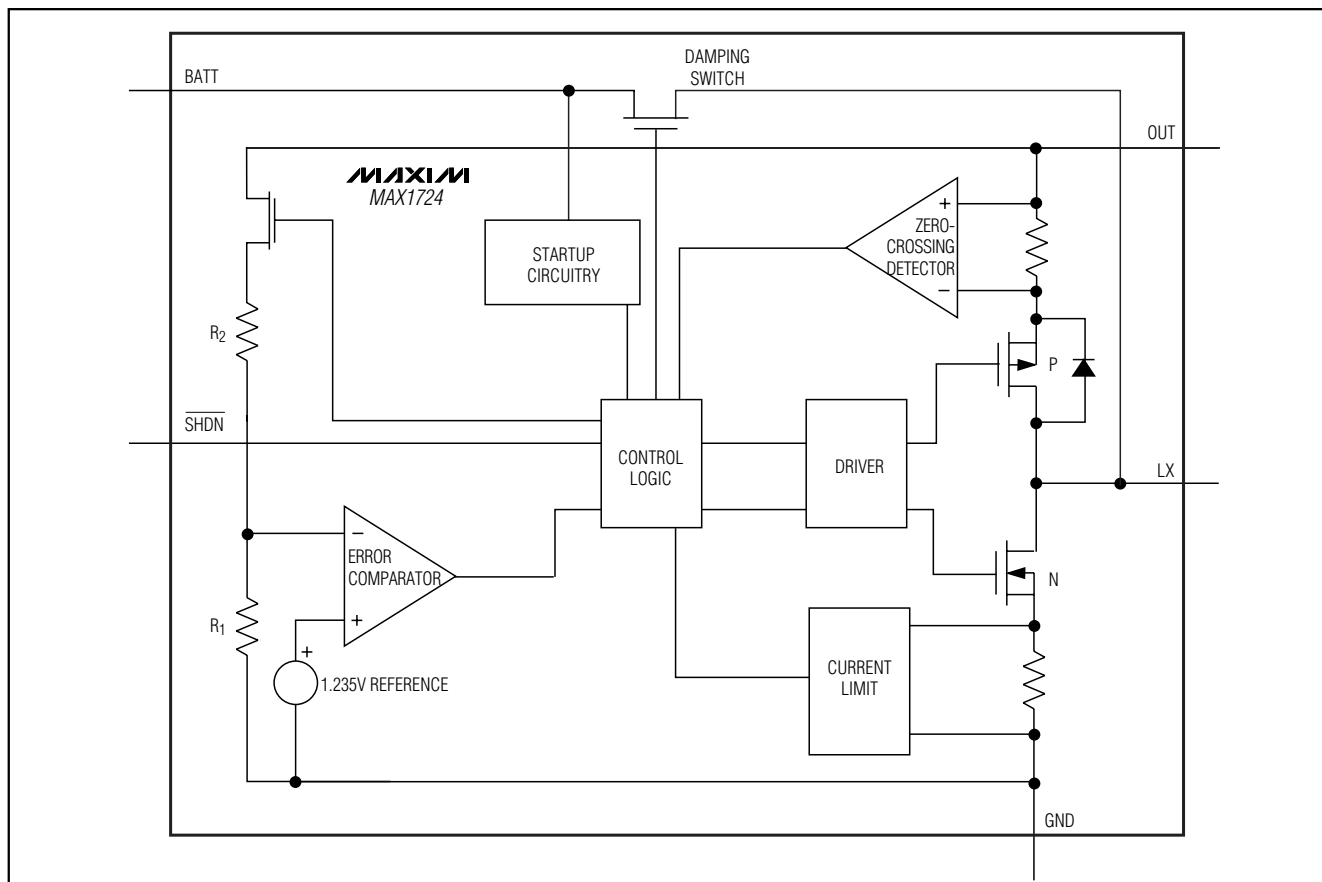 BATT
DAMPING
SWITCH
OUT
MAXIM
MAX1724
STARTUP
CIRCUITRY
+
ZERO-
CROSSING
DETECTOR
−
R2
P
SHDN
CONTROL
LOGIC
DRIVER
LX
−
ERROR
COMPARATOR
+
N
R1
+
1.235V REFERENCE
CURRENT
LIMIT
GND